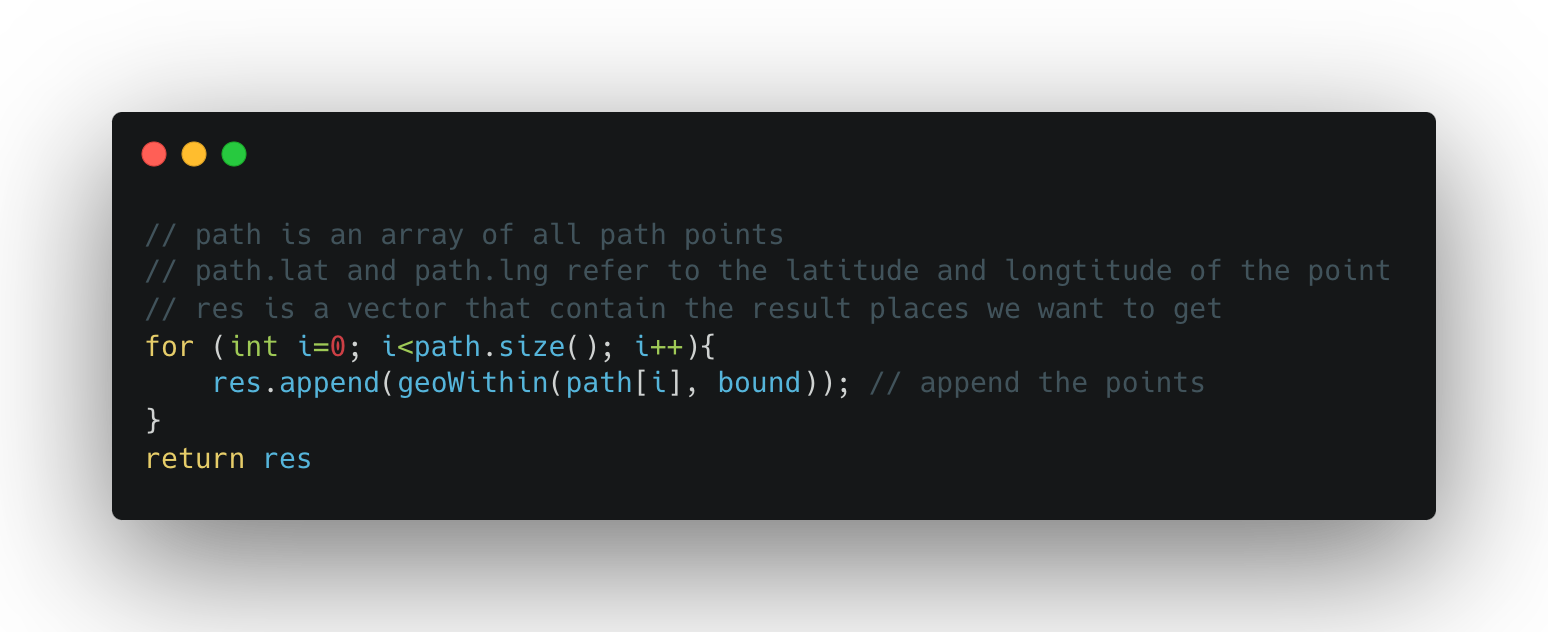 // path is an array of all path points
// path.lat and path.lng refer to the latitude and longtitude of the point
// res is a vector that contain the result places we want to get
for (int i=0; i<path.size(); i++){
    res.append(geoWithin(path[i], bound)); // append the points
}
return res